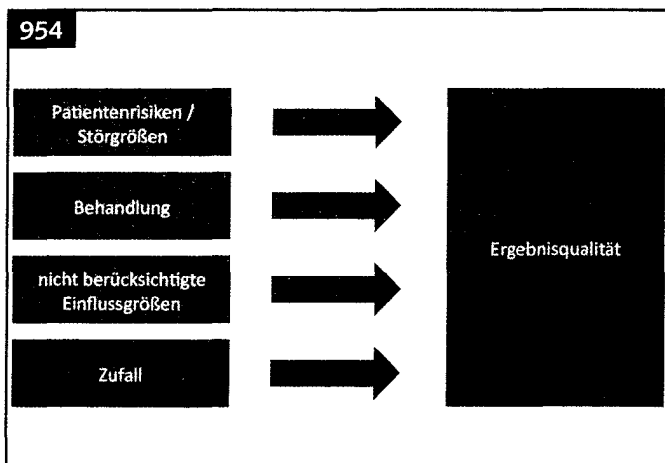 954
Patientenrisiken /
Störgrößen
Behandlung
nicht berücksichtigte
Einflussgrößen
Zufall
Ergebnisqualität